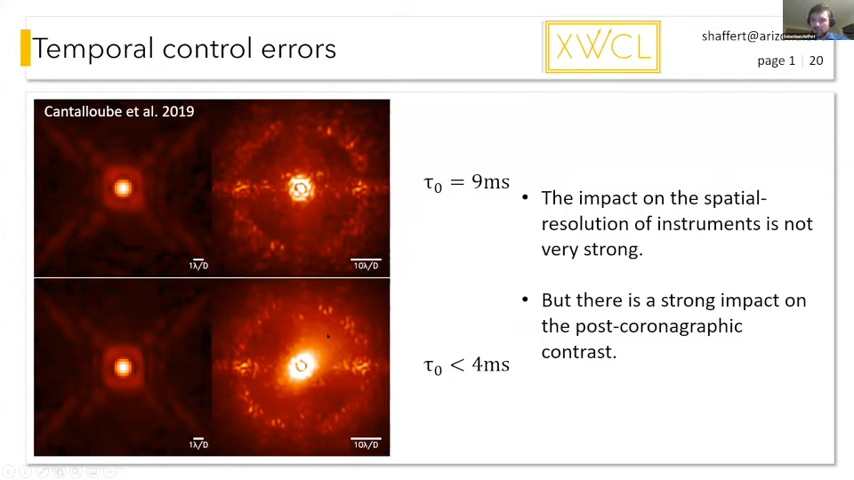 Temporal control errors
XWCL
shaffert@ariz
page 1 | 20
Cantalloube et al. 2019
1λ/D
10λ/D
τ₀ = 9ms
• The impact on the spatial-
resolution of instruments is not
very strong.
• But there is a strong impact on
the post-coronagraphic
contrast.
τ₀ < 4ms
1λ/D
10λ/D